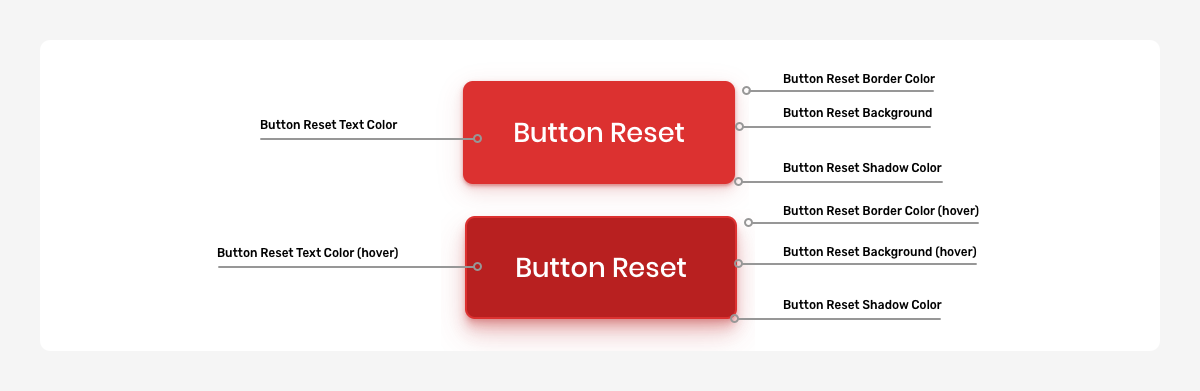 Button Reset Border Color
Button Reset Background
Button Reset Text Color
Button Reset
Button Reset Shadow Color
Button Reset Border Color (hover)
Button Reset Background (hover)
Button Reset Text Color (hover)
Button Reset
Button Reset Shadow Color